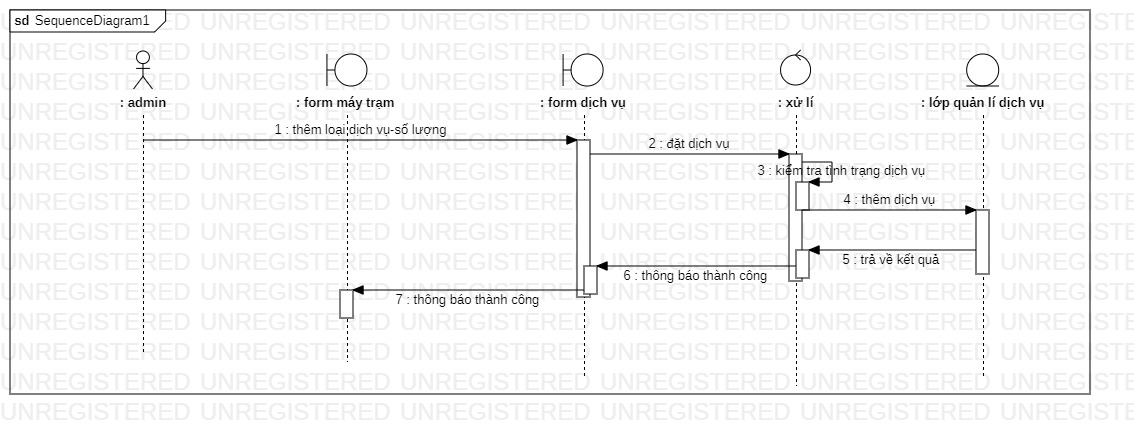 sd SequenceDiagram1
: admin
: form máy trạm
: form dịch vụ
: xử lí
: lớp quản lí dịch vụ
1 : thêm loại dịch vụ-số lượng
2 : đặt dịch vụ
3 : kiểm tra tình trạng dịch vụ
4 : thêm dịch vụ
5 : trả về kết quả
6 : thông báo thành công
7 : thông báo thành công
UNREGISTERED